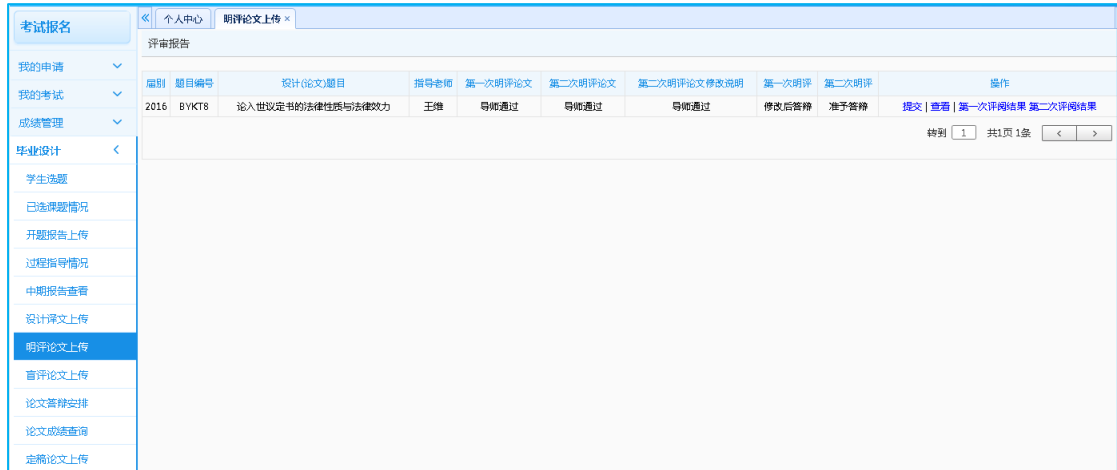 考试报名
我的申请
我的考试
成绩管理
毕业设计
学生选题
已选课题情况
开题报告上传
过程指导情况
中期报告查看
设计译文上传
明评论文上传
盲评论文上传
论文答辩安排
论文成绩查询
定稿论文上传
« 个人中心 明评论文上传 ×
评审报告
届别 题目编号 设计(论文)题目 指导老师 第一次明评论文 第二次明评论文 第二次明评论文修改说明 第一次明评 第二次明评 操作
2016 BYKT8 论入世议定书的法律性质与法律效力 王维 导师通过 导师通过 导师通过 修改后答辩 准予答辩 提交 | 查看 | 第一次评阅结果 第二次评阅结果
转到 1 共1页 1条 < >